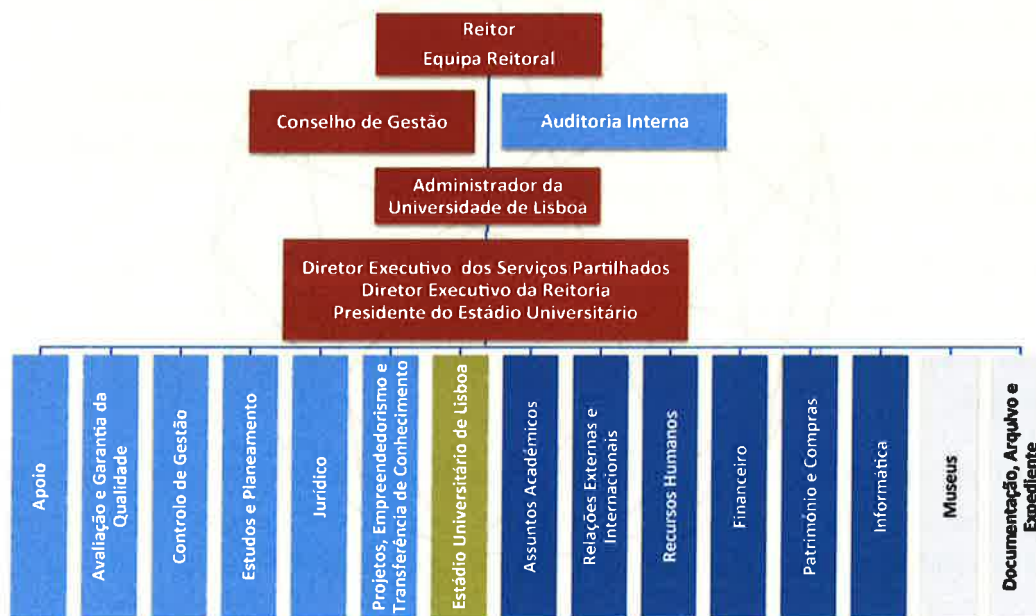 Reitor
Equipa Reitoral
Conselho de Gestão
Auditoria Interna
Administrador da
Universidade de Lisboa
Diretor Executivo dos Serviços Partilhados
Diretor Executivo da Reitoria
Presidente do Estádio Universitário
Apoio
Avaliação e Garantia da
Qualidade
Controlo de Gestão
Estudos e Planeamento
Jurídico
Projetos, Empreendedorismo e
Transferência de Conhecimento
Estádio Universitário de Lisboa
Assuntos Académicos
Relações Externas e
Internacionais
Recursos Humanos
Financeiro
Património e Compras
Informática
Museus
Documentação, Arquivo e
Expediente